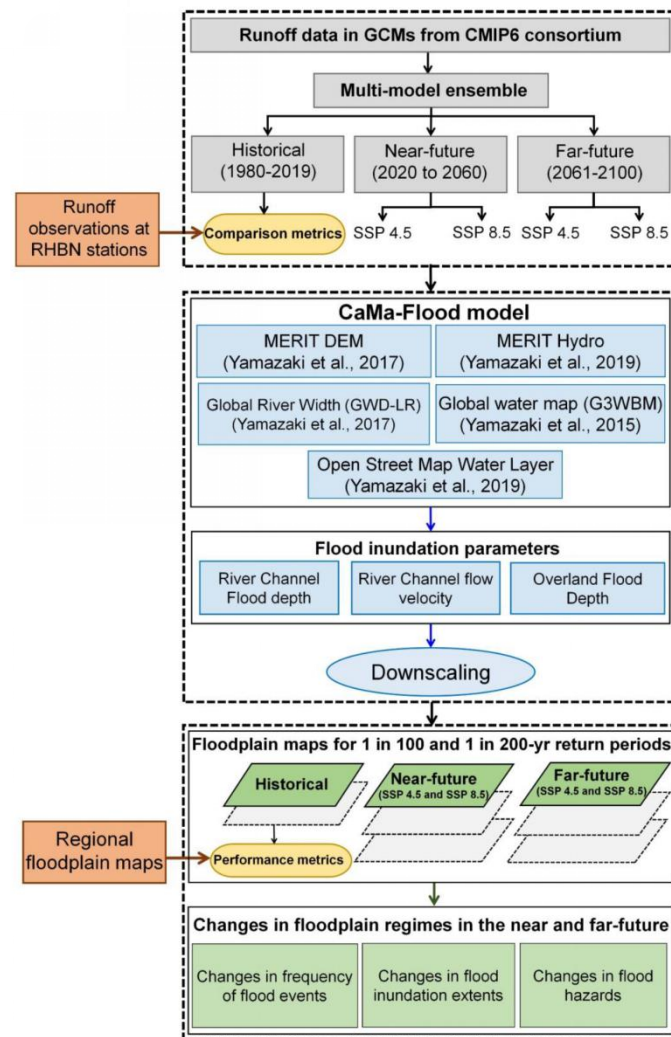 Runoff data in GCMs from CMIP6 consortium
Multi-model ensemble
Historical
(1980-2019)
Near-future
(2020 to 2060)
Far-future
(2061-2100)
Runoff
observations at
RHBN stations
Comparison metrics
SSP 4.5
SSP 8.5
SSP 4.5
SSP 8.5
CaMa-Flood model
MERIT DEM
(Yamazaki et al., 2017)
MERIT Hydro
(Yamazaki et al., 2019)
Global River Width (GWD-LR)
(Yamazaki et al., 2017)
Global water map (G3WBM)
(Yamazaki et al., 2015)
Open Street Map Water Layer
(Yamazaki et al., 2019)
Flood inundation parameters
River Channel
Flood depth
River Channel flow
velocity
Overland Flood
Depth
Downscaling
Floodplain maps for 1 in 100 and 1 in 200-yr return periods
Historical
Near-future
(SSP 4.5 and SSP 8.5)
Far-future
(SSP 4.5 and SSP 8.5)
Regional
floodplain maps
Performance metrics
Changes in floodplain regimes in the near and far-future
Changes in frequency
of flood events
Changes in flood
inundation extents
Changes in flood
hazards